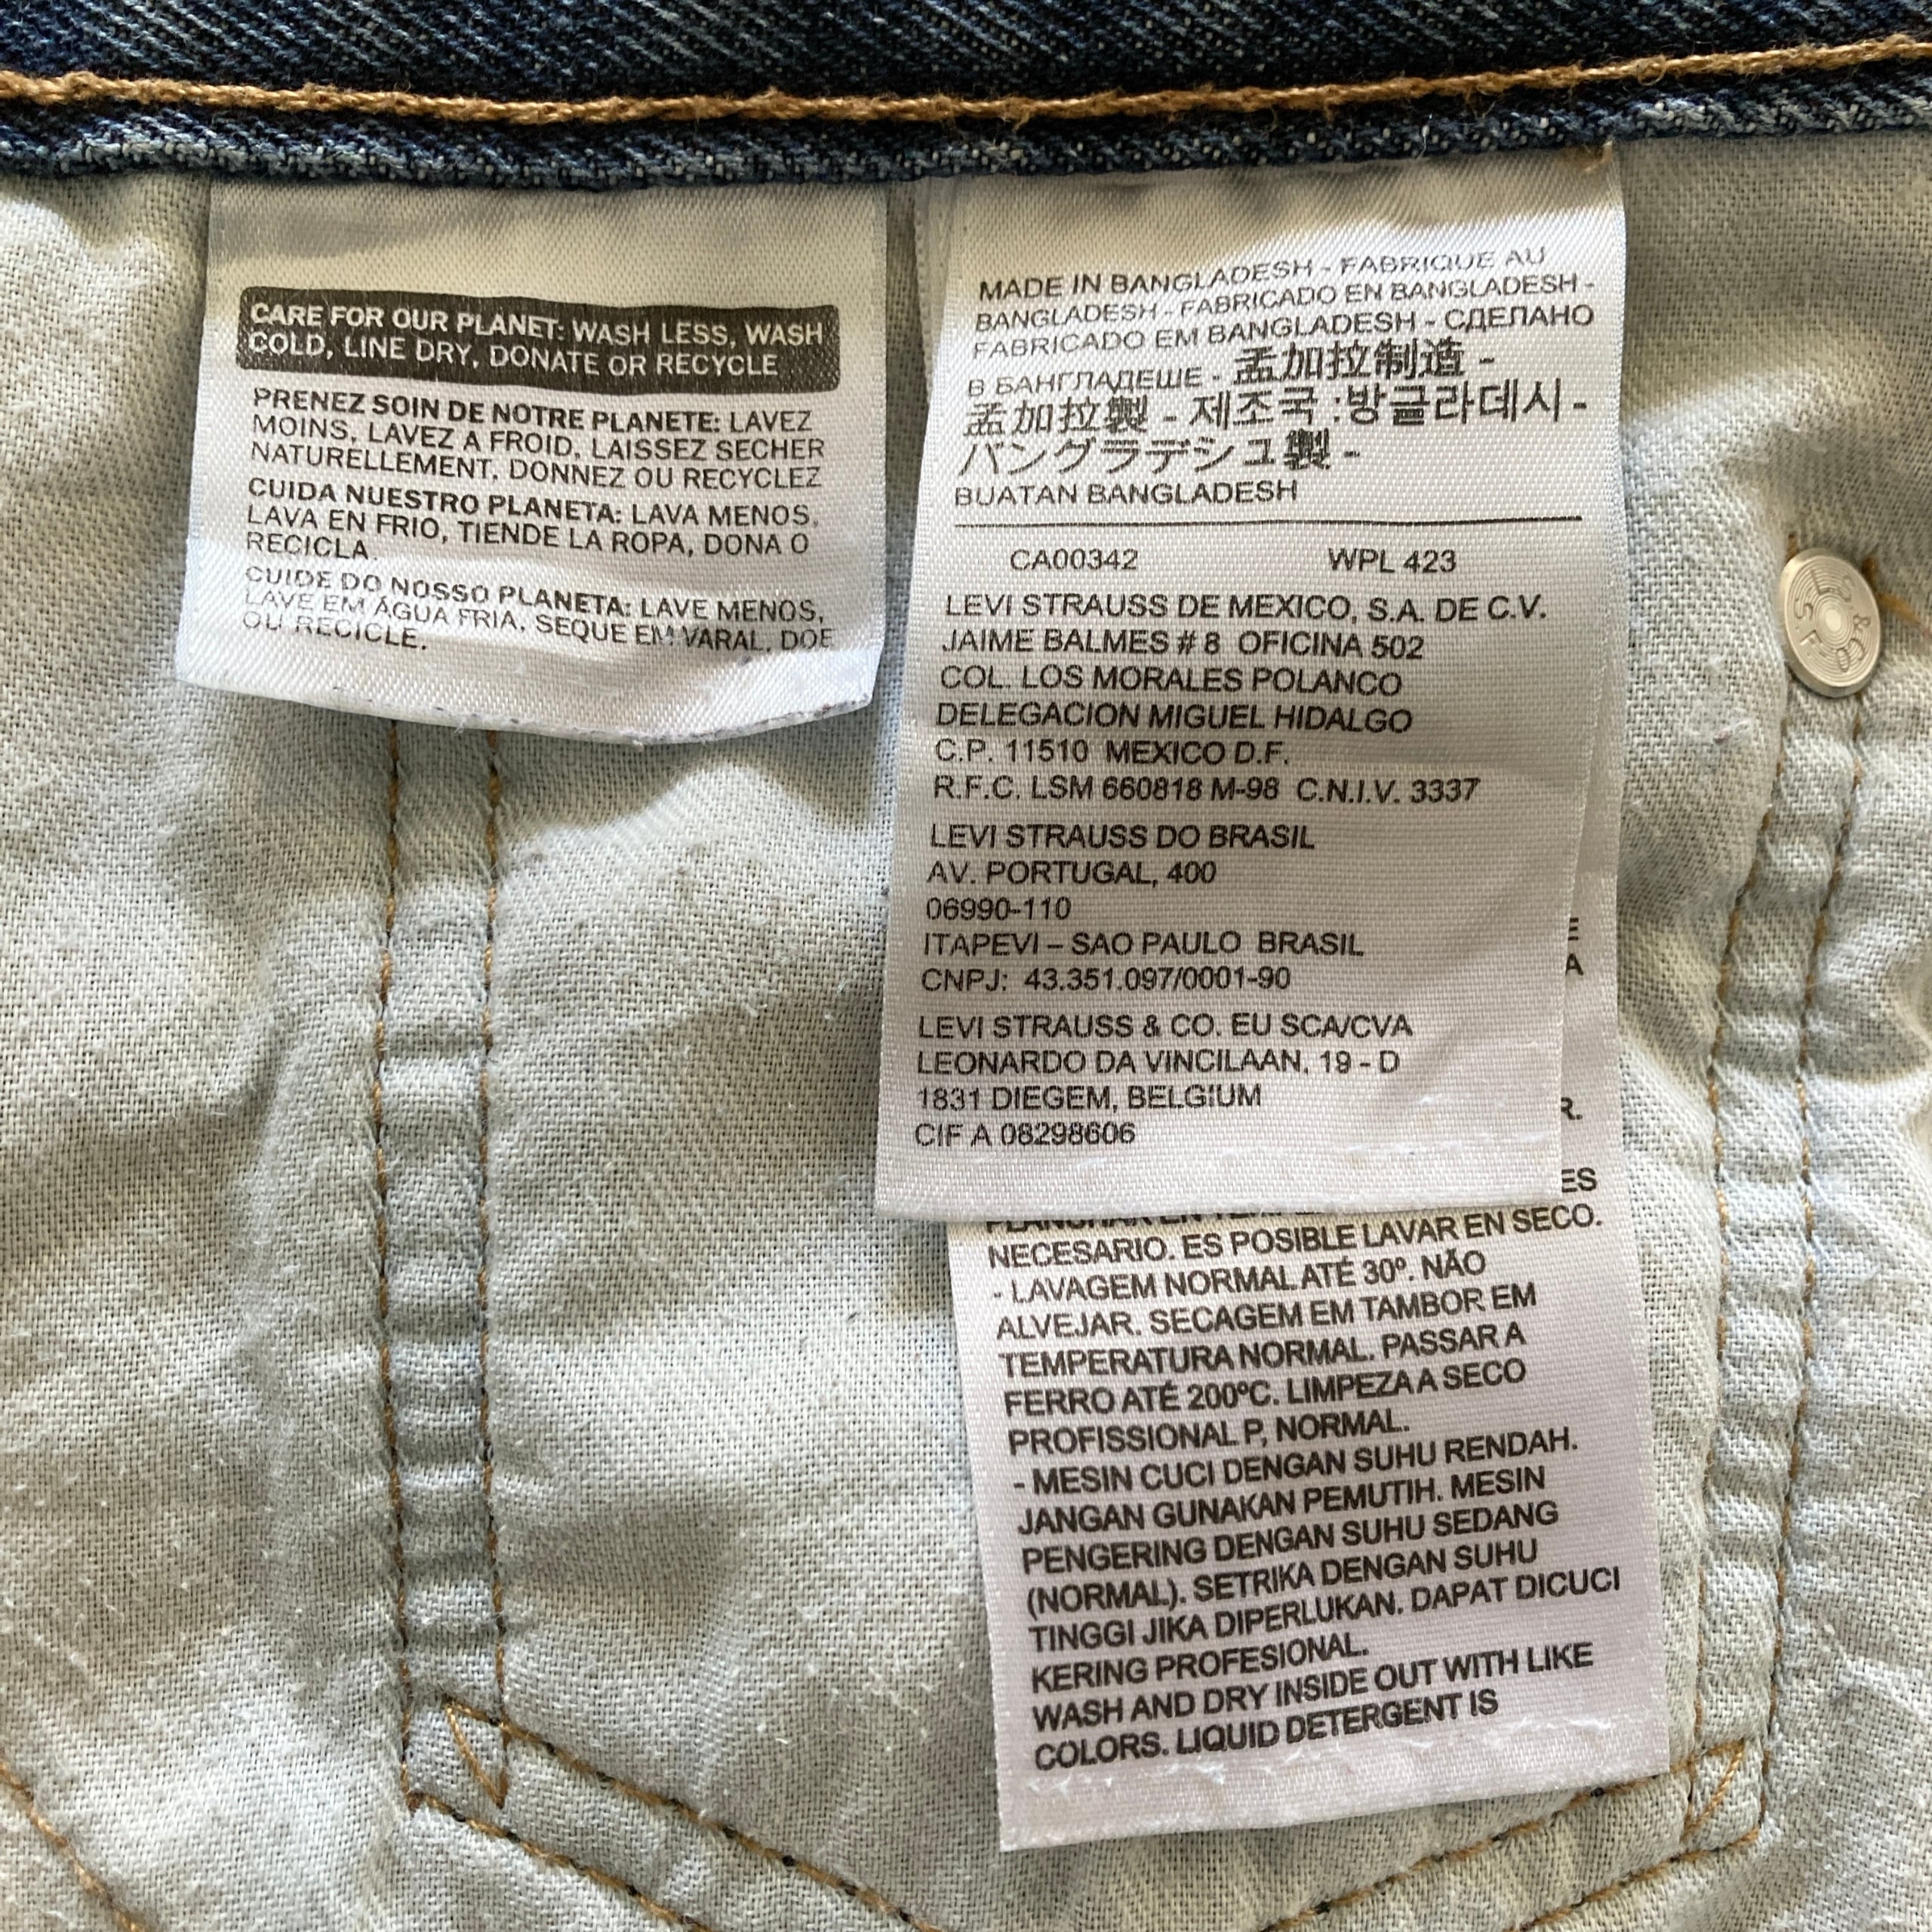 CARE FOR OUR PLANET: WASH LESS, WASH
COLD, LINE DRY, DONATE OR RECYCLE
PRENEZ SOIN DE NOTRE PLANETE: LAVEZ
MOINS, LAVEZ A FROID, LAISSEZ SECHER
NATURELLEMENT, DONNEZ OU RECYCLEZ
CUIDA NUESTRO PLANETA: LAVA MENOS,
LAVA EN FRIO, TIENDE LA ROPA, DONA O
RECICLA
CUIDE DO NOSSO PLANETA: LAVE MENOS,
LAVE EM ÁGUA FRIA, SEQUE EM VARAL, DOE
OU RECICLE.
MADE IN BANGLADESH - FABRIQUE AU
BANGLADESH - FABRICADO EN BANGLADESH -
FABRICADO EM BANGLADESH - СДЕЛАНО
В БАНГЛАДЕШЕ - 孟加拉制造 -
孟加拉製 - 제조국 :방글라데시 -
バングラデシュ製 -
BUATAN BANGLADESH
CA00342 WPL 423
LEVI STRAUSS DE MEXICO, S.A. DE C.V.
JAIME BALMES # 8 OFICINA 502
COL. LOS MORALES POLANCO
DELEGACION MIGUEL HIDALGO
C.P. 11510 MEXICO D.F.
R.F.C. LSM 660818 M-98 C.N.I.V. 3337
LEVI STRAUSS DO BRASIL
AV. PORTUGAL, 400
06990-110
ITAPEVI – SAO PAULO BRASIL
CNPJ: 43.351.097/0001-90
LEVI STRAUSS & CO. EU SCA/CVA
LEONARDO DA VINCILAAN, 19 - D
1831 DIEGEM, BELGIUM
CIF A 08298606
NECESARIO. ES POSIBLE LAVAR EN SECO.
- LAVAGEM NORMAL ATÉ 30º. NÃO
ALVEJAR. SECAGEM EM TAMBOR EM
TEMPERATURA NORMAL. PASSAR A
FERRO ATÉ 200ºC. LIMPEZA A SECO
PROFISSIONAL P, NORMAL.
- MESIN CUCI DENGAN SUHU RENDAH.
JANGAN GUNAKAN PEMUTIH. MESIN
PENGERING DENGAN SUHU SEDANG
(NORMAL). SETRIKA DENGAN SUHU
TINGGI JIKA DIPERLUKAN. DAPAT DICUCI
KERING PROFESIONAL.
WASH AND DRY INSIDE OUT WITH LIKE
COLORS. LIQUID DETERGENT IS
LS & CO SF